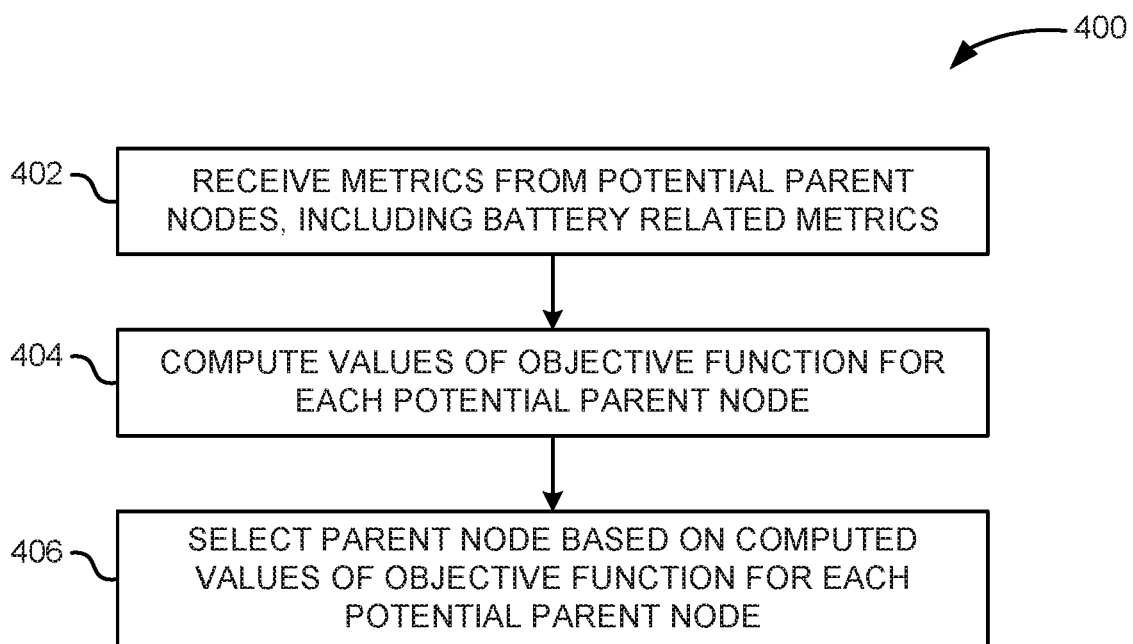 400
402
RECEIVE METRICS FROM POTENTIAL PARENT
NODES, INCLUDING BATTERY RELATED METRICS
404
COMPUTE VALUES OF OBJECTIVE FUNCTION FOR
EACH POTENTIAL PARENT NODE
406
SELECT PARENT NODE BASED ON COMPUTED
VALUES OF OBJECTIVE FUNCTION FOR EACH
POTENTIAL PARENT NODE